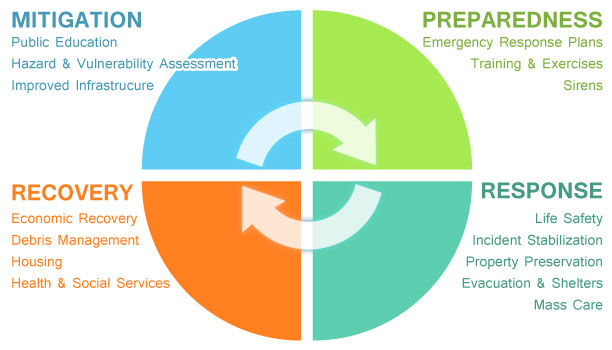 MITIGATION
Public Education
Hazard & Vulnerability Assessment
Improved Infrastrucure
PREPAREDNESS
Emergency Response Plans
Training & Exercises
Sirens
RECOVERY
Economic Recovery
Debris Management
Housing
Health & Social Services
RESPONSE
Life Safety
Incident Stabilization
Property Preservation
Evacuation & Shelters
Mass Care